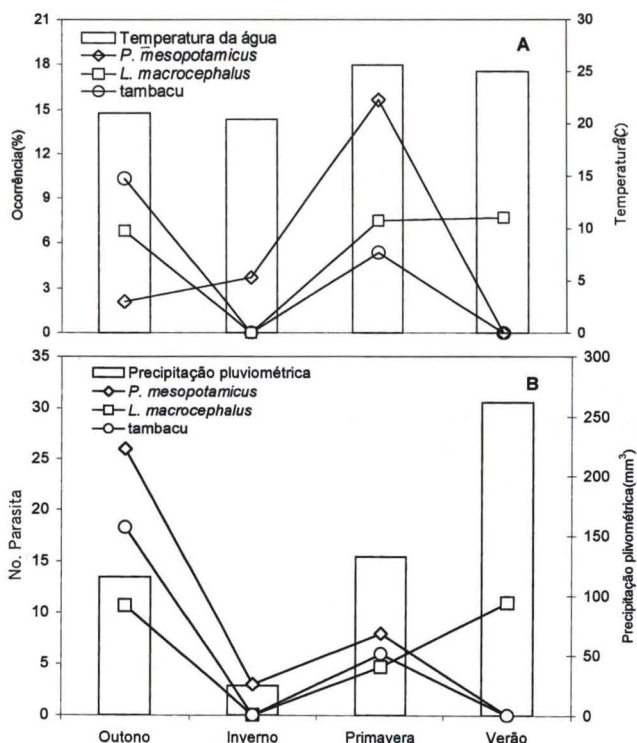 A
Temperatura da água
P. mesopotamicus
L. macrocephalus
tambacu
Ocorrência(%)
21
18
15
12
9
6
3
0
30
25
20
15
10
5
0
B
Precipitação pluviométrica
P. mesopotamicus
L. macrocephalus
tambacu
No. Parasita
35
30
25
20
15
10
5
0
300
250
200
150
100
50
0
Precipitação plivométrica(mm³)
Outono Inverno Primavera Verão